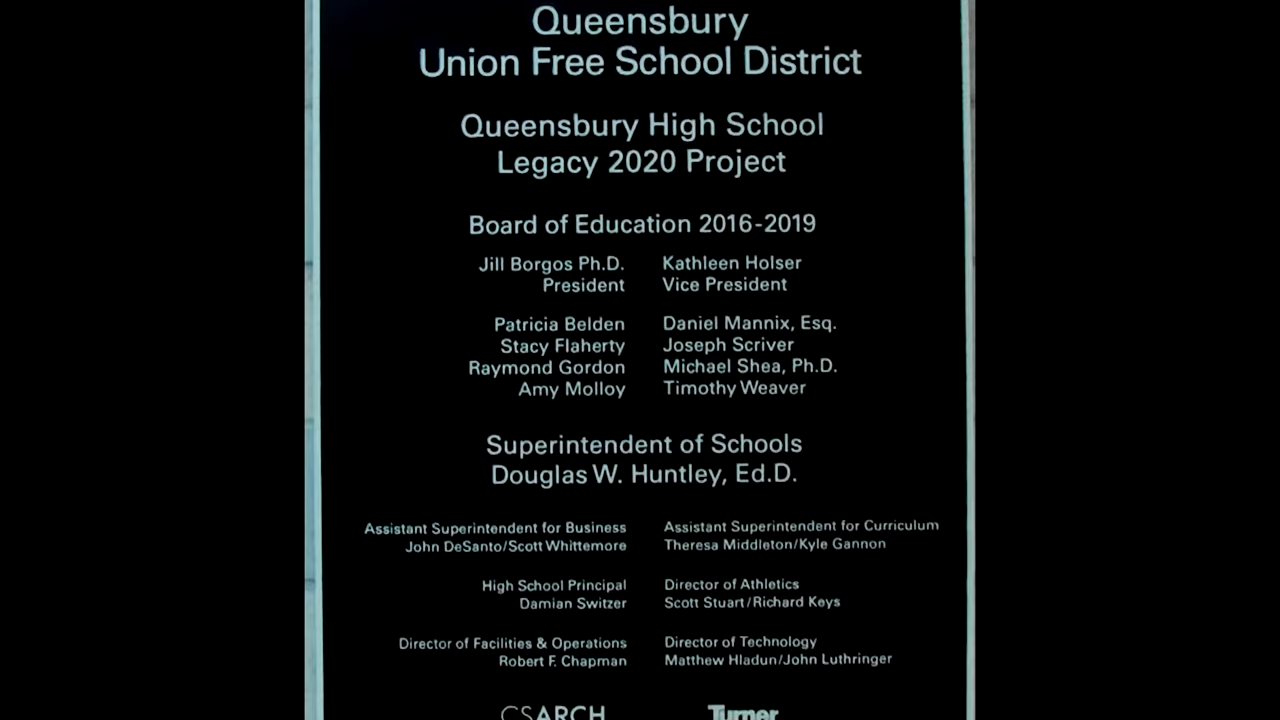 Queensbury
Union Free School District
Queensbury High School
Legacy 2020 Project
Board of Education 2016-2019
Jill Borgos Ph.D. Kathleen Holser
President Vice President
Patricia Belden Daniel Mannix, Esq.
Stacy Flaherty Joseph Scriver
Raymond Gordon Michael Shea, Ph.D.
Amy Molloy Timothy Weaver
Superintendent of Schools
Douglas W. Huntley, Ed.D.
Assistant Superintendent for Business Assistant Superintendent for Curriculum
John DeSanto/Scott Whittemore Theresa Middleton/Kyle Gannon
High School Principal Director of Athletics
Damian Switzer Scott Stuart/Richard Keys
Director of Facilities & Operations Director of Technology
Robert F. Chapman Matthew Hladun/John Luthringer
CSARCH Turner